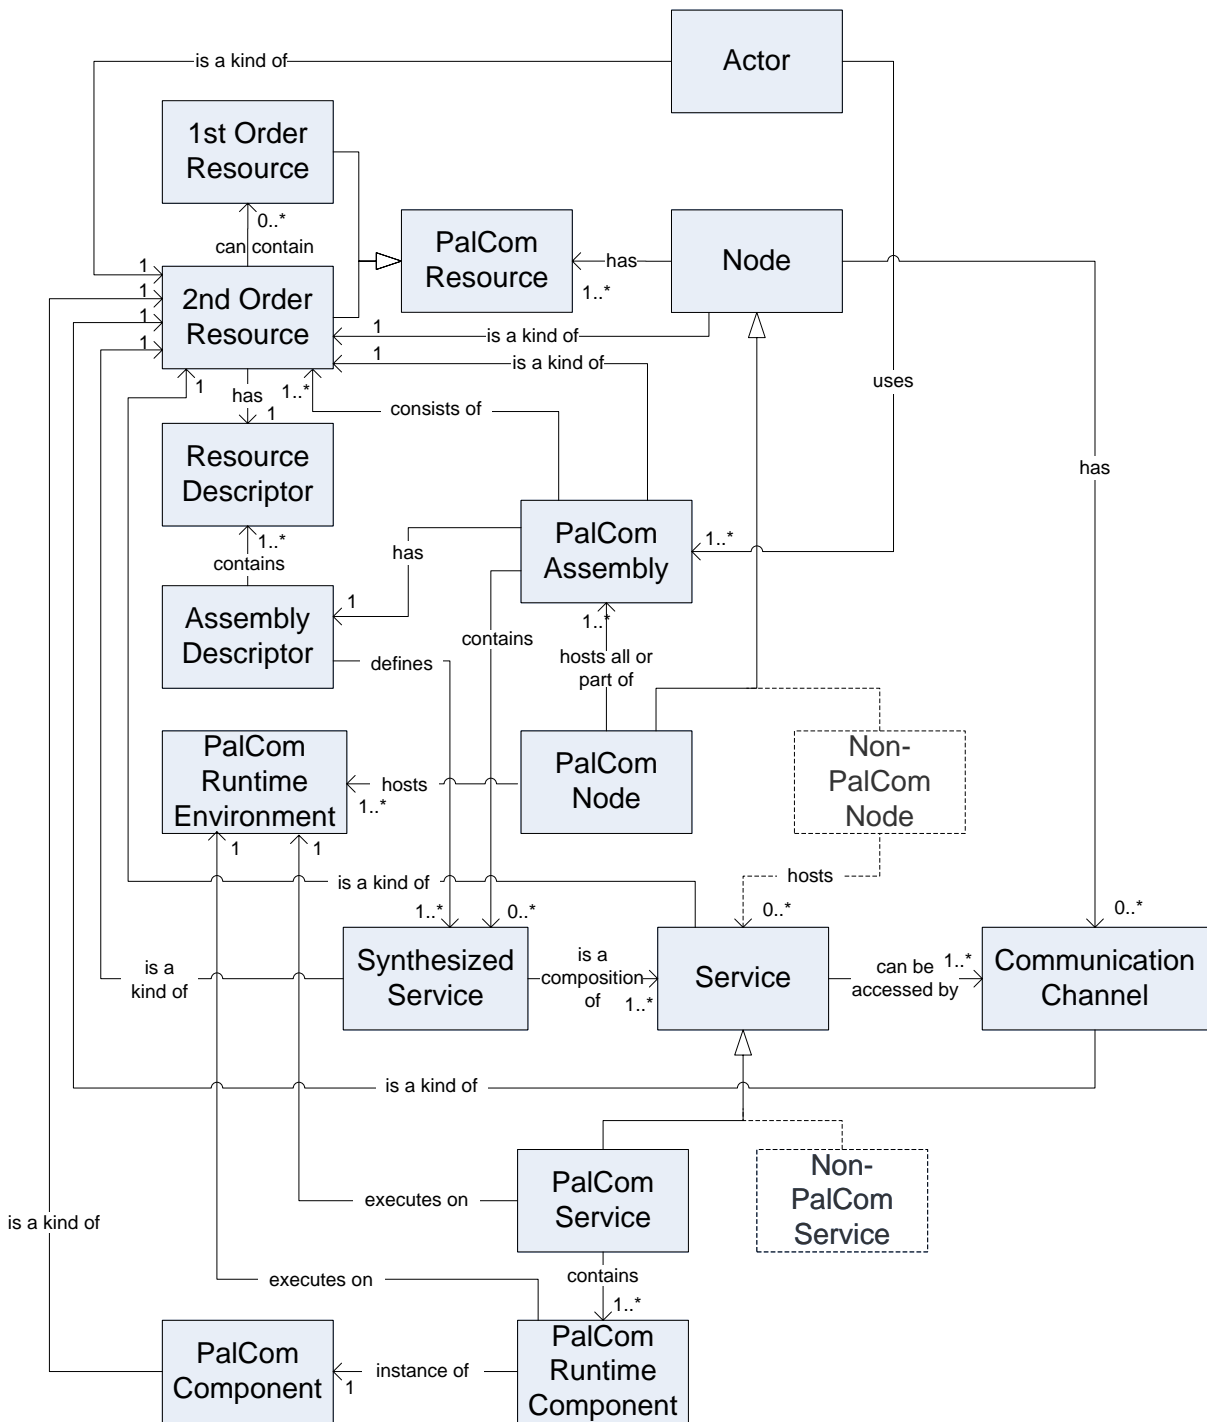 Actor
is a kind of
1st Order
Resource
0..*
can contain
PalCom
Resource
has
1..*
Node
1
1
1
1
2nd Order
Resource
1
is a kind of
1
is a kind of
uses
1
has
1..*
1
consists of
has
Resource
Descriptor
1..*
contains
has
PalCom
Assembly
1..*
1
Assembly
Descriptor
contains
1..*
hosts all or
part of
defines
PalCom
Runtime
Environment
hosts
1..*
PalCom
Node
Non-
PalCom
Node
1
1
is a kind of
hosts
1..*
0..*
0..*
0..*
is a
kind of
Synthesized
Service
is a
composition
of
1..*
Service
can be
accessed by
1..*
Communication
Channel
is a kind of
executes on
PalCom
Service
Non-
PalCom
Service
is a kind of
executes on
contains
1..*
PalCom
Component
instance of
1
PalCom
Runtime
Component